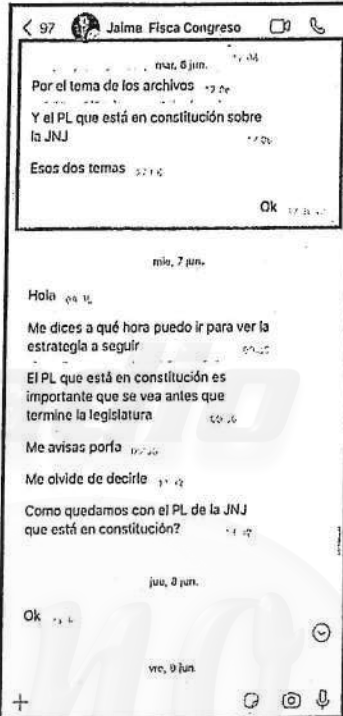 97 Jaime Fisca Congreso
mar, 6 jun.
Por el tema de los archivos
Y el PL que está en constitución sobre
la JNJ
Esos dos temas
Ok
mie, 7 jun.
Hola
Me dices a qué hora puedo ir para ver la
estrategia a seguir
El PL que está en constitución es
importante que se vea antes que
termine la legislatura
Me avisas porfa
Me olvide de decirle
Como quedamos con el PL de la JNJ
que está en constitución?
jue, 8 jun.
Ok
vie, 9 jun